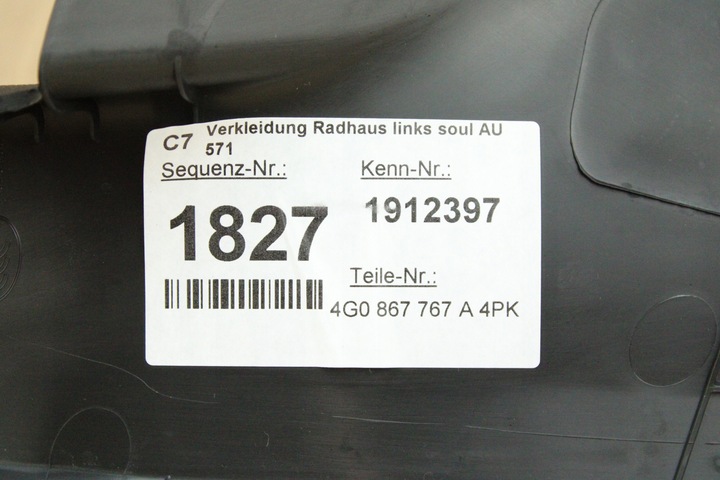 C7 Verkleidung Radhaus links soul AU
571
Sequenz-Nr.: Kenn-Nr.:
1827 1912397
Teile-Nr.:
4G0 867 767 A 4PK